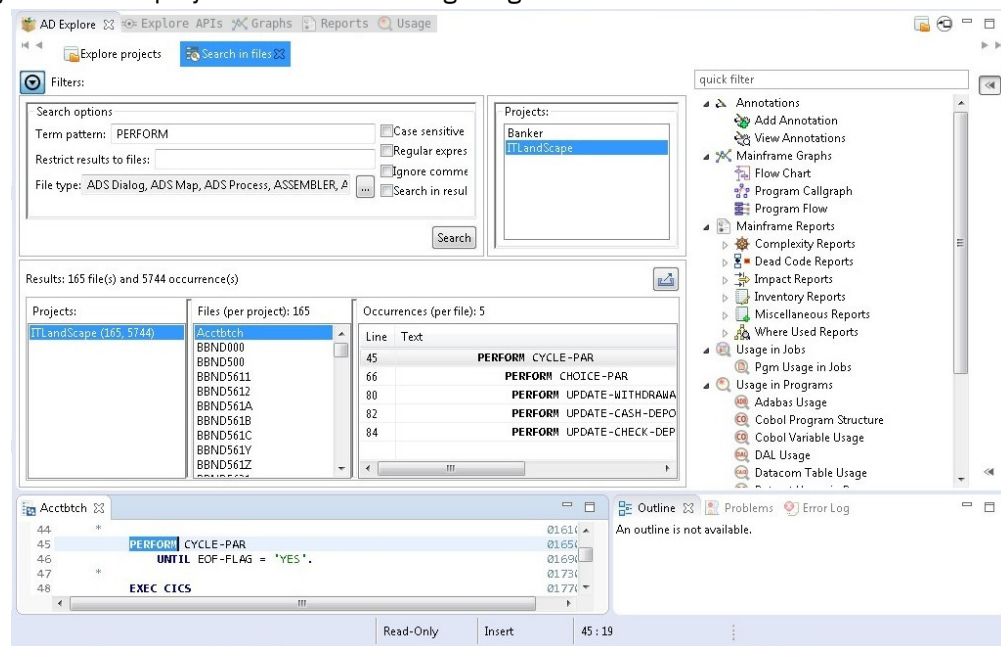 AD Explore Explore APIs Graphs Reports Usage
Explore projects Search in files
Filters:
Search options
Term pattern: PERFORM
Restrict results to files:
File type: ADS Dialog, ADS Map, ADS Process, ASSEMBLER, A ...
Case sensitive
Regular expres
Ignore comme
Search in resul
Search
Projects:
Banker
ITLandScape
Results: 165 file(s) and 5744 occurrence(s)
Projects:
ITLandScape (165, 5744)
Files (per project): 165
Acctbtch
BBND000
BBND500
BBND5611
BBND5612
BBND561A
BBND561B
BBND561C
BBND561Y
BBND561Z
Occurrences (per file): 5
Line Text
45 PERFORM CYCLE-PAR
66 PERFORM CHOICE-PAR
80 PERFORM UPDATE-WITHDRAWA
82 PERFORM UPDATE-CASH-DEPO
84 PERFORM UPDATE-CHECK-DEP
quick filter
Annotations
Add Annotation
View Annotations
Mainframe Graphs
Flow Chart
Program Callgraph
Program Flow
Mainframe Reports
Complexity Reports
Dead Code Reports
Impact Reports
Inventory Reports
Miscellaneous Reports
Where Used Reports
Usage in Jobs
Pgm Usage in Jobs
Usage in Programs
Adabas Usage
Cobol Program Structure
Cobol Variable Usage
DAL Usage
Datacom Table Usage
Acctbtch
44 * 0161
45 PERFORM CYCLE-PAR 0165
46 UNTIL EOF-FLAG = 'YES'. 0169
47 * 0173
48 EXEC CICS 0177
Outline Problems Error Log
An outline is not available.
Read-Only Insert 45 : 19